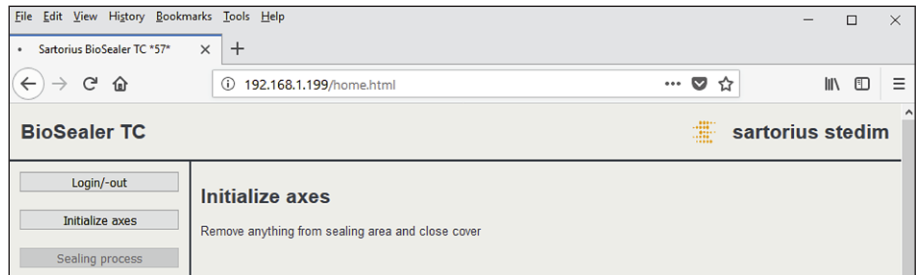 File Edit View History Bookmarks Tools Help
Sartorius BioSealer TC *57*
192.168.1.199/home.html
BioSealer TC
sartorius stedim
Login/-out
Initialize axes
Initialize axes
Remove anything from sealing area and close cover
Sealing process